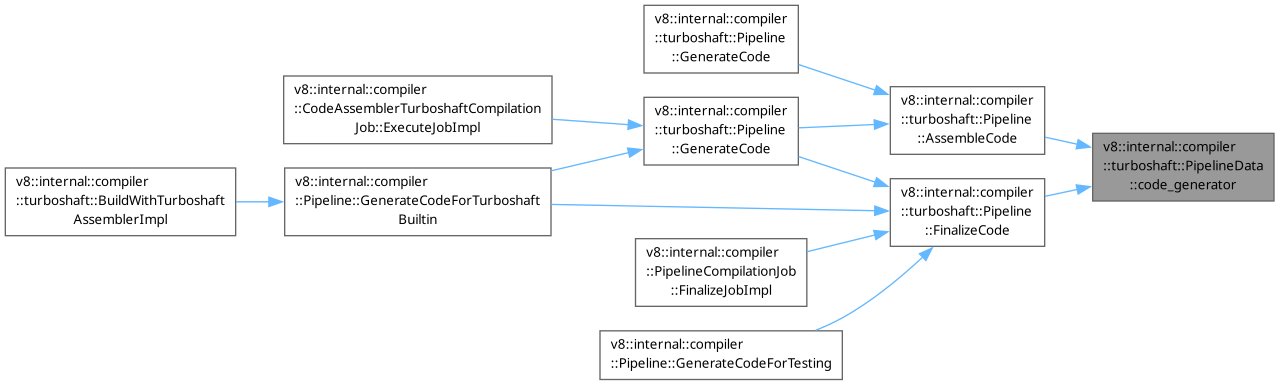 v8::internal::compiler
::turboshaft::Pipeline
::GenerateCode
v8::internal::compiler
::CodeAssemblerTurboshaftCompilation
Job::ExecuteJobImpl
v8::internal::compiler
::turboshaft::Pipeline
::GenerateCode
v8::internal::compiler
::turboshaft::Pipeline
::AssembleCode
v8::internal::compiler
::turboshaft::PipelineData
::code_generator
v8::internal::compiler
::turboshaft::BuildWithTurboshaft
AssemblerImpl
v8::internal::compiler
::Pipeline::GenerateCodeForTurboshaft
Builtin
v8::internal::compiler
::turboshaft::Pipeline
::FinalizeCode
v8::internal::compiler
::PipelineCompilationJob
::FinalizeJobImpl
v8::internal::compiler
::Pipeline::GenerateCodeForTesting